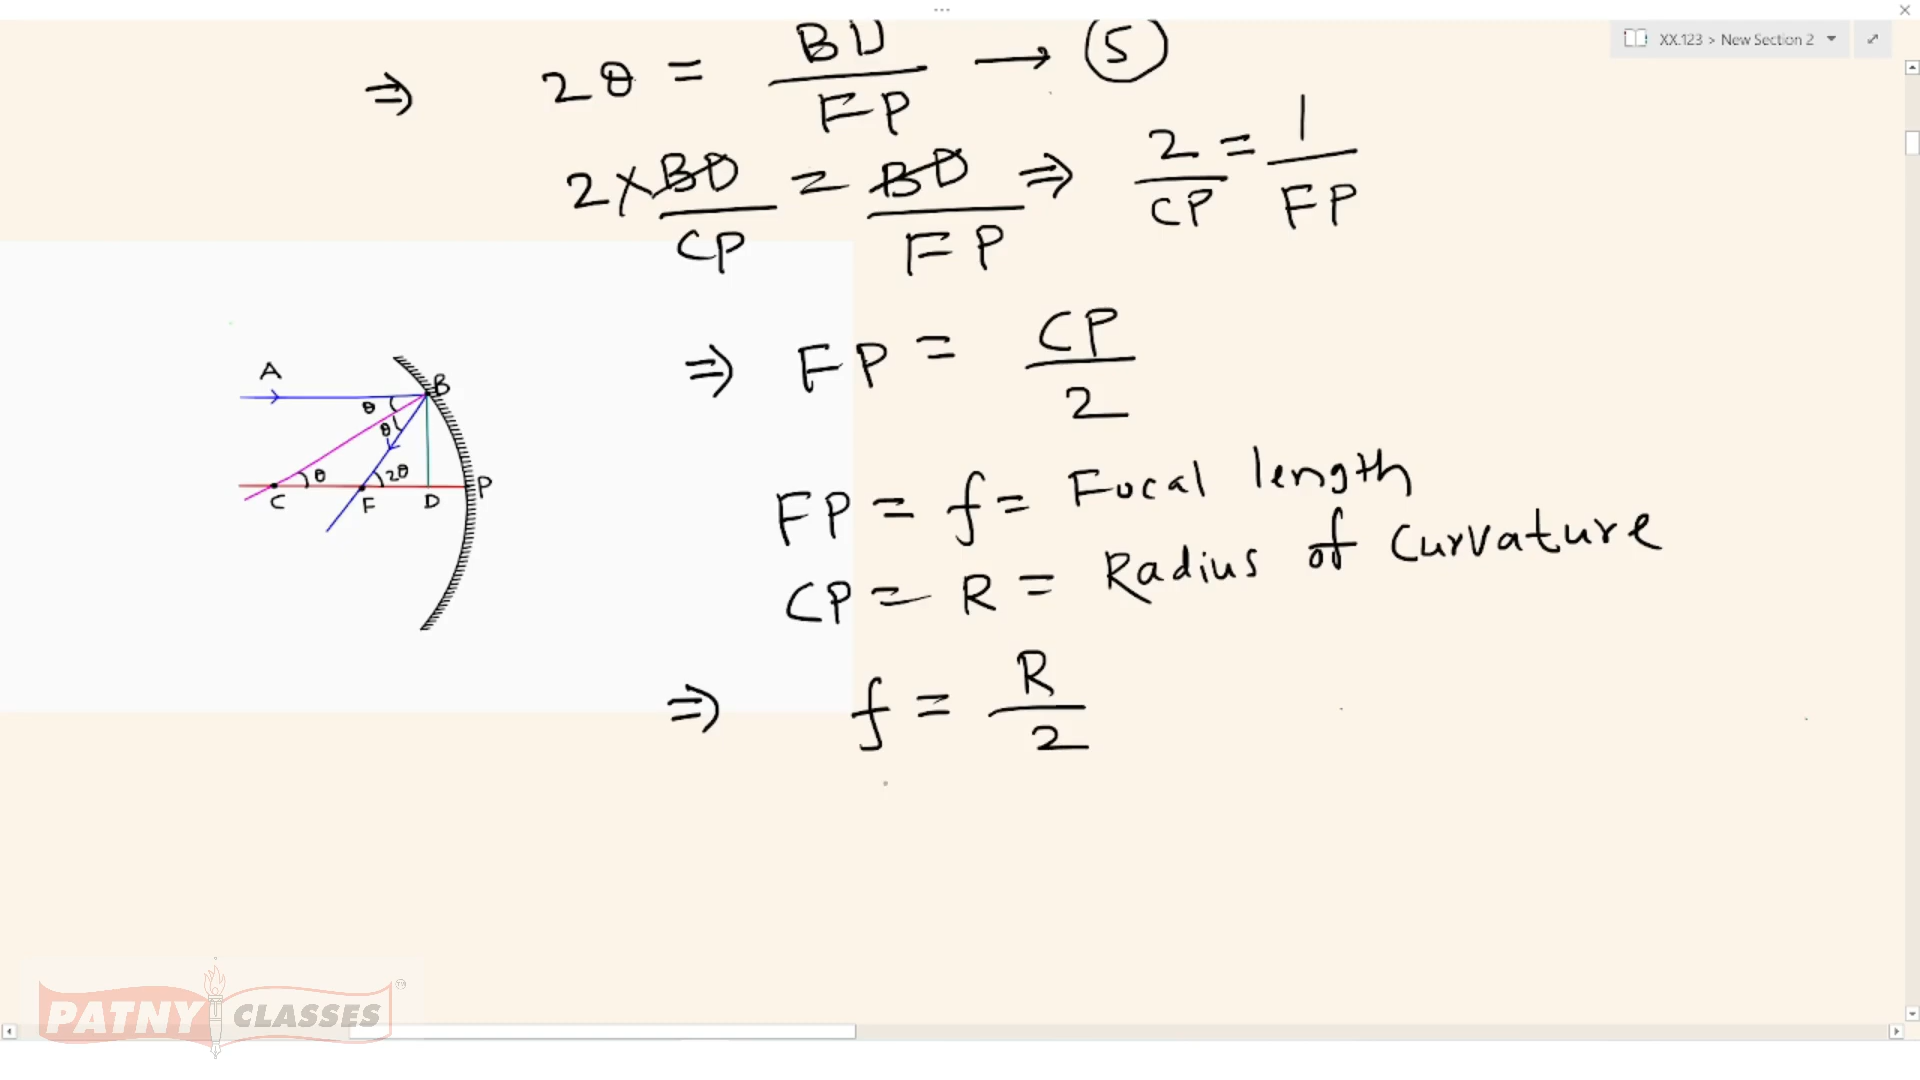 XX.123 > New Section 2
⇒ 2θ = BD/FP → 5
2×BD/CP = BD/FP ⇒ 2/CP = 1/FP
⇒ FP = CP/2
A
B
θ
θ
θ
2θ
C
F
D
P
FP = f = Focal length
CP = R = Radius of Curvature
⇒ f = R/2
PATNY CLASSES
TM